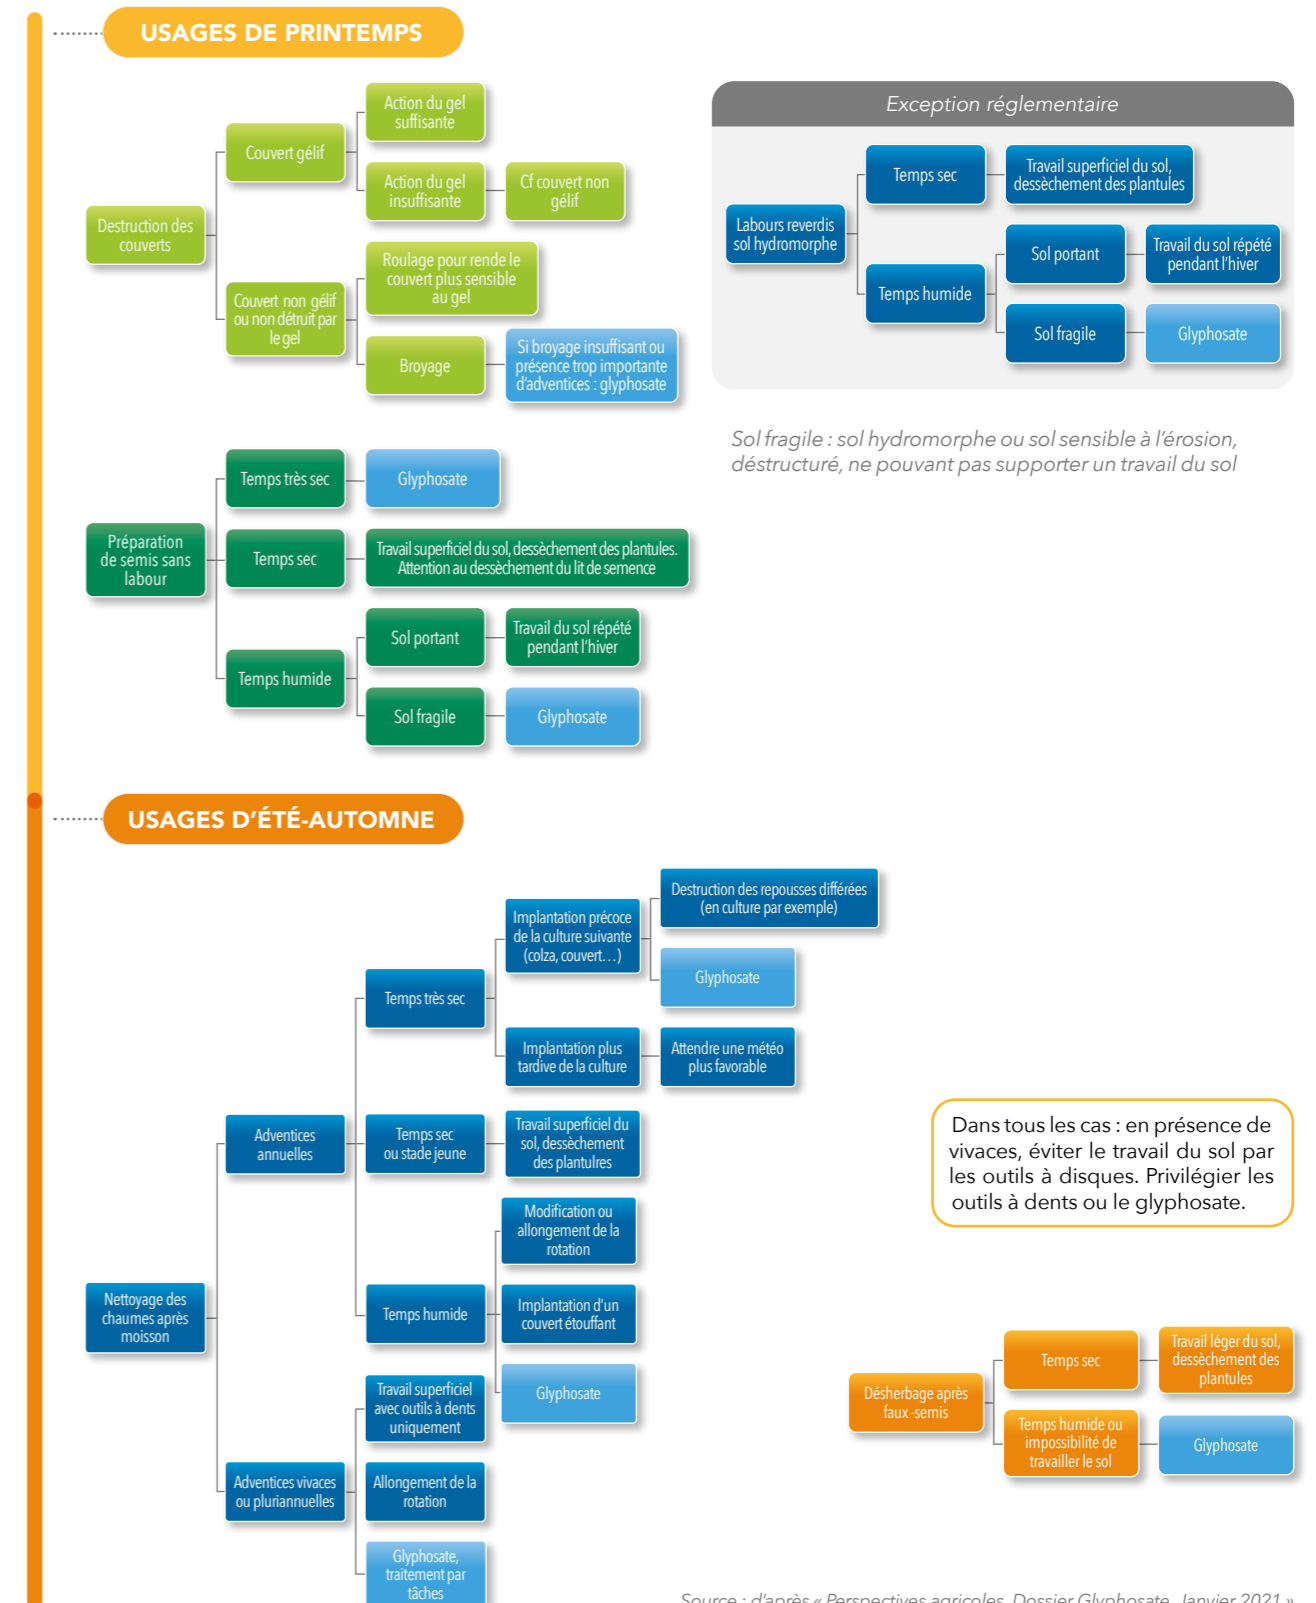 USAGES DE PRINTEMPS
Action du gel
suffisante
Couvert gélif
Action du gel
insuffisante
Cf couvert non
gélif
Destruction des
couverts
Roulage pour rende le
couvert plus sensible
au gel
Couvert non gélif
ou non détruit par
le gel
Broyage
Si broyage insuffisant ou
présence trop importante
d'adventices : glyphosate
Exception réglementaire
Temps sec
Travail superficiel du sol,
dessèchement des plantules
Labours reverdis
sol hydromorphe
Sol portant
Travail du sol répété
pendant l'hiver
Temps humide
Sol fragile
Glyphosate
Sol fragile : sol hydromorphe ou sol sensible à l'érosion,
déstructuré, ne pouvant pas supporter un travail du sol
Temps très sec
Glyphosate
Préparation
de semis sans
labour
Temps sec
Travail superficiel du sol, dessèchement des plantules.
Attention au dessèchement du lit de semence
Sol portant
Travail du sol répété
pendant l'hiver
Temps humide
Sol fragile
Glyphosate
USAGES D'ÉTÉ-AUTOMNE
Destruction des repousses différées
(en culture par exemple)
Implantation précoce
de la culture suivante
(colza, couvert…)
Glyphosate
Temps très sec
Implantation plus
tardive de la culture
Attendre une météo
plus favorable
Adventices
annuelles
Temps sec
ou stade jeune
Travail superficiel du
sol, dessèchement
des plantulres
Modification ou
allongement de la
rotation
Nettoyage des
chaumes après
moisson
Temps humide
Implantation d'un
couvert étouffant
Glyphosate
Travail superficiel
avec outils à dents
uniquement
Adventices vivaces
ou pluriannuelles
Allongement de la
rotation
Glyphosate,
traitement par
tâches
Dans tous les cas : en présence de
vivaces, éviter le travail du sol par
les outils à disques. Privilégier les
outils à dents ou le glyphosate.
Temps sec
Travail léger du sol,
dessèchement des
plantules
Désherbage après
faux -semis
Temps humide ou
impossibilité de
travailler le sol
Glyphosate
Source : d'après « Perspectives agricoles, Dossier Glyphosate, Janvier 2021 »